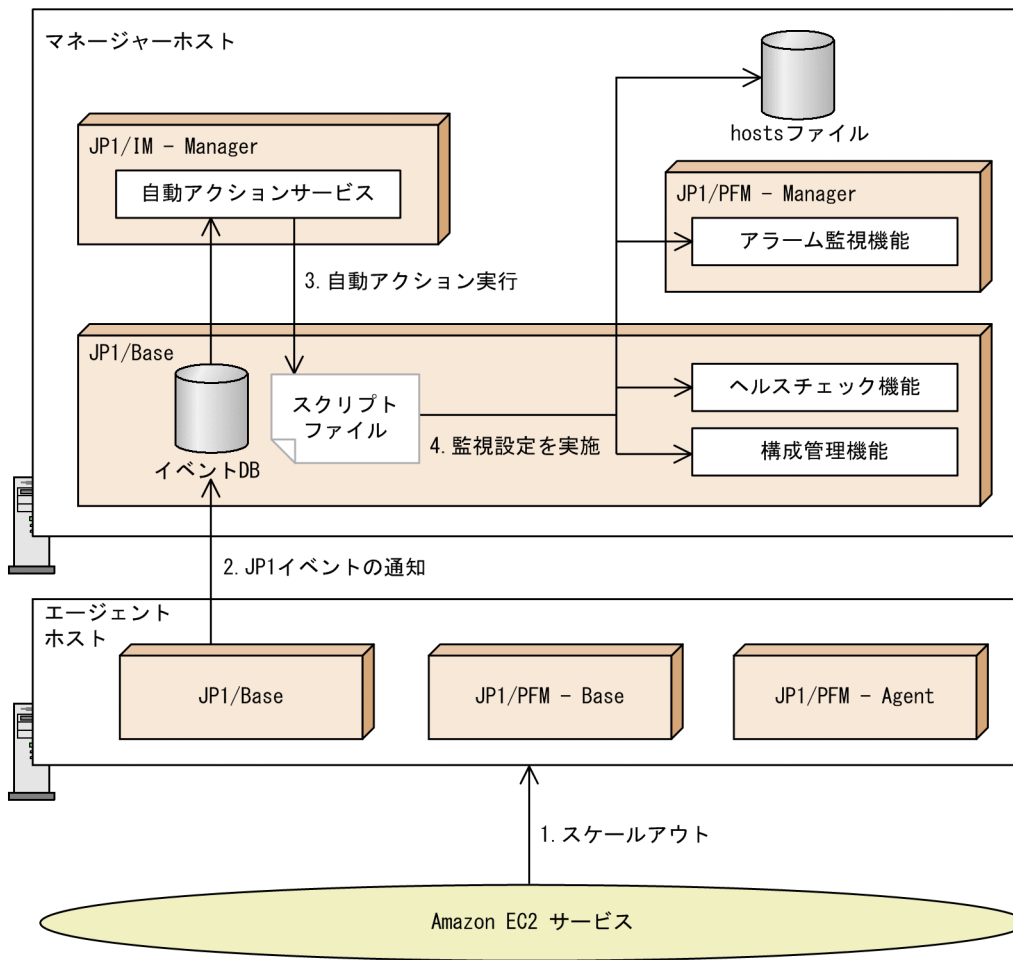 マネージャーホスト
hostsファイル
JP1/IM - Manager
自動アクションサービス
JP1/PFM - Manager
アラーム監視機能
3.自動アクション実行
JP1/Base
スクリプト
ファイル
ヘルスチェック機能
4.監視設定を実施
構成管理機能
イベントDB
2.JP1イベントの通知
エージェント
ホスト
JP1/Base
JP1/PFM - Base
JP1/PFM - Agent
1.スケールアウト
Amazon EC2 サービス